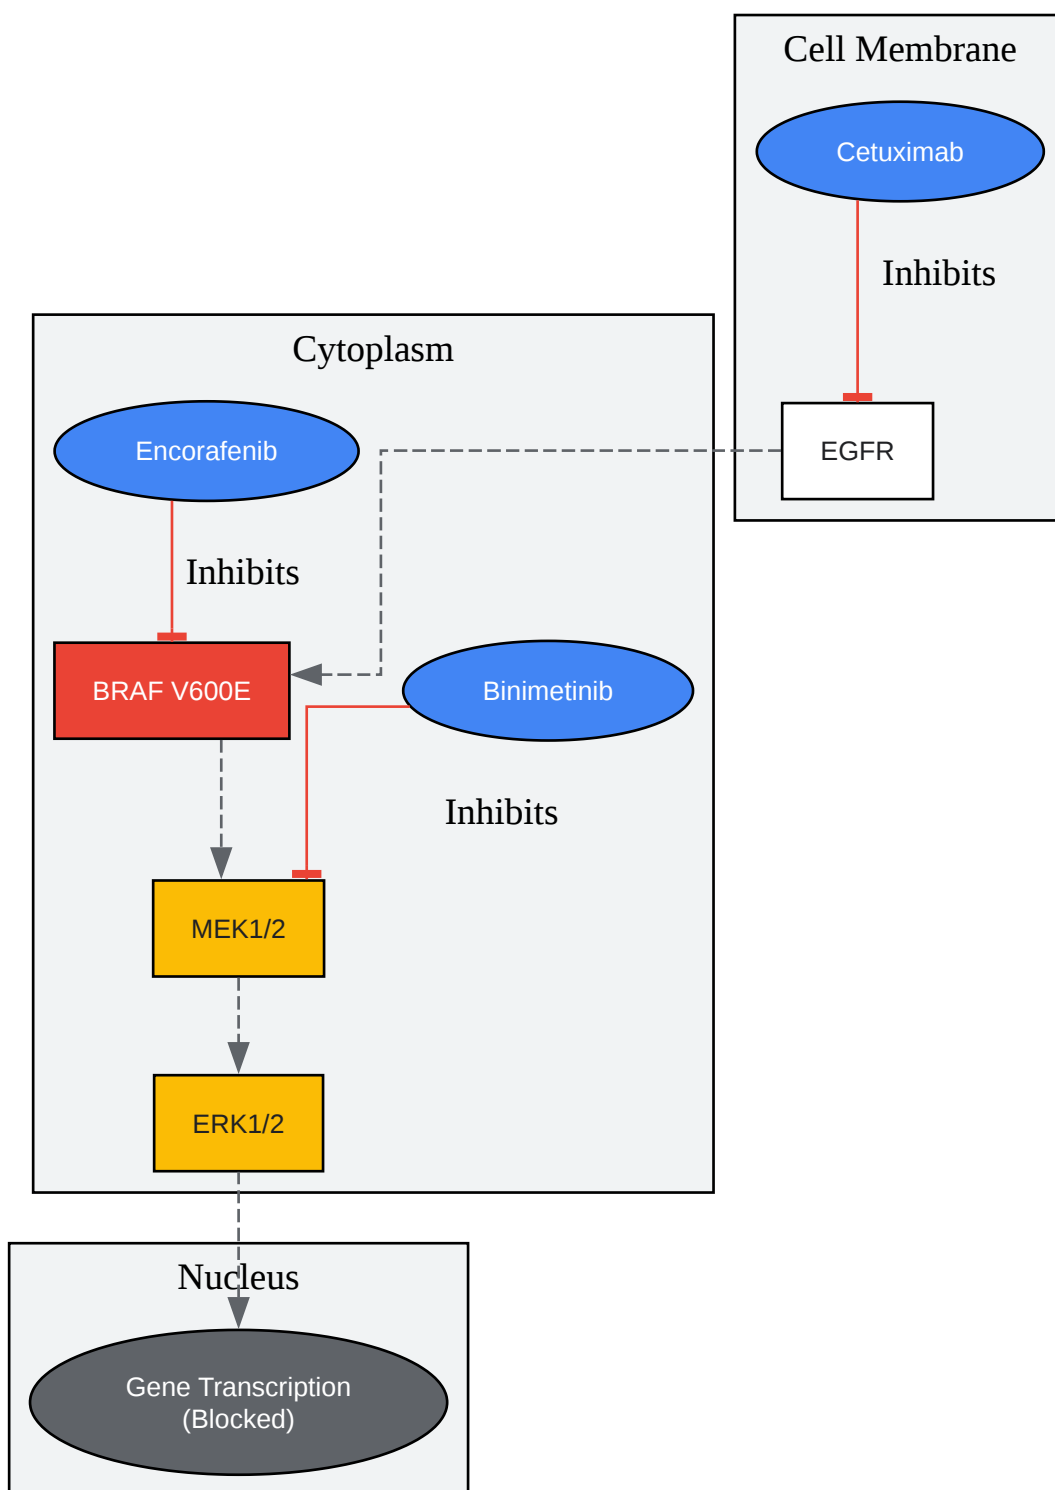 Cell Membrane
Cetuximab
Inhibits
Cytoplasm
Encorafenib
EGFR
Inhibits
BRAF V600E
Binimetinib
Inhibits
MEK1/2
ERK1/2
Nucleus
Gene Transcription
(Blocked)